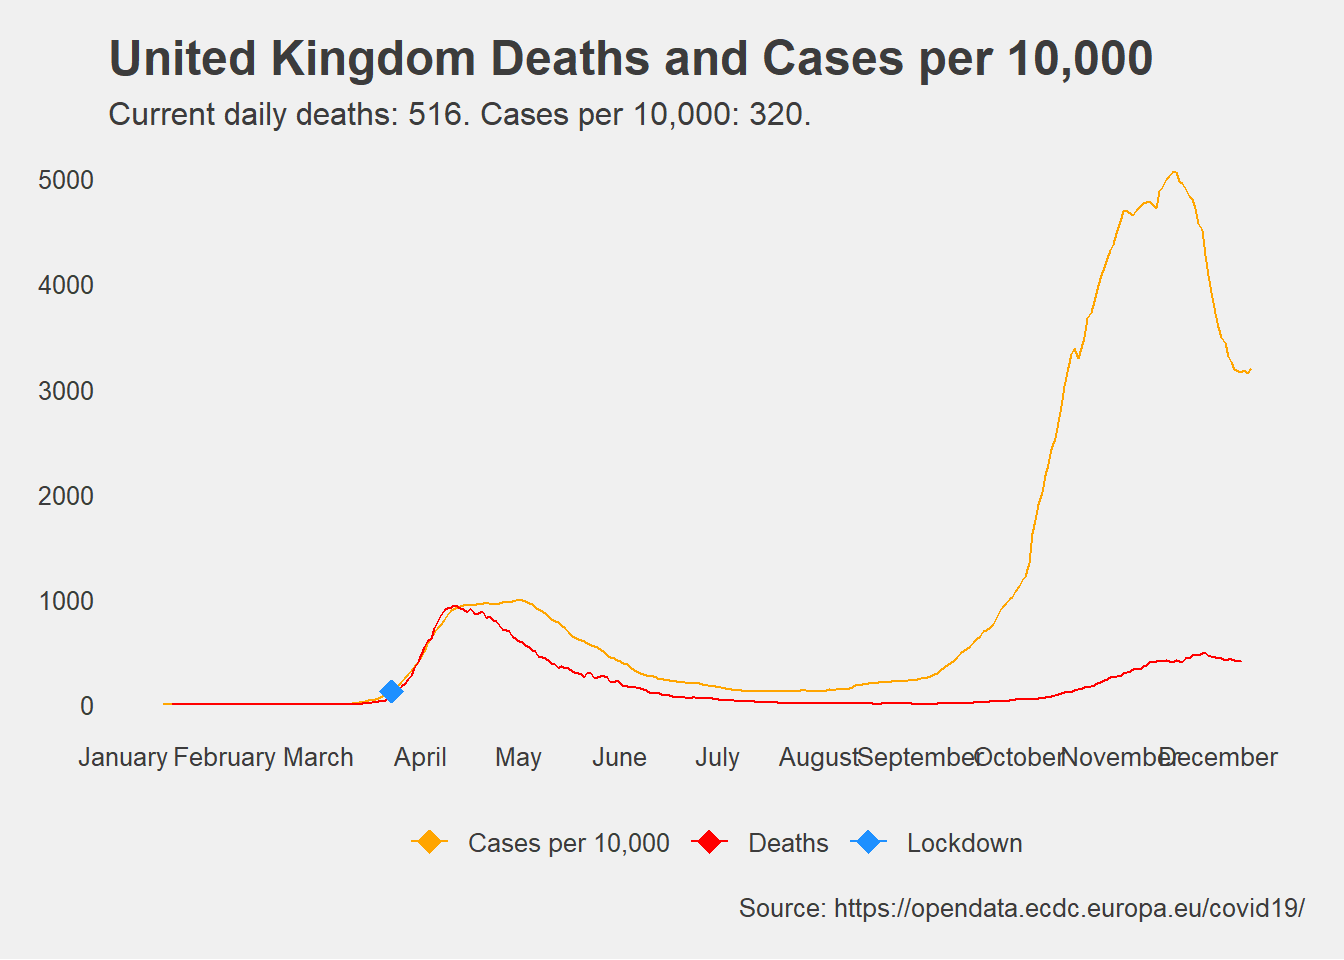 United Kingdom Deaths and Cases per 10,000
Current daily deaths: 516. Cases per 10,000: 320.
5000
4000
3000
2000
1000
0
January February March April May June July August September October November December
Cases per 10,000 Deaths Lockdown
Source: https://opendata.ecdc.europa.eu/covid19/